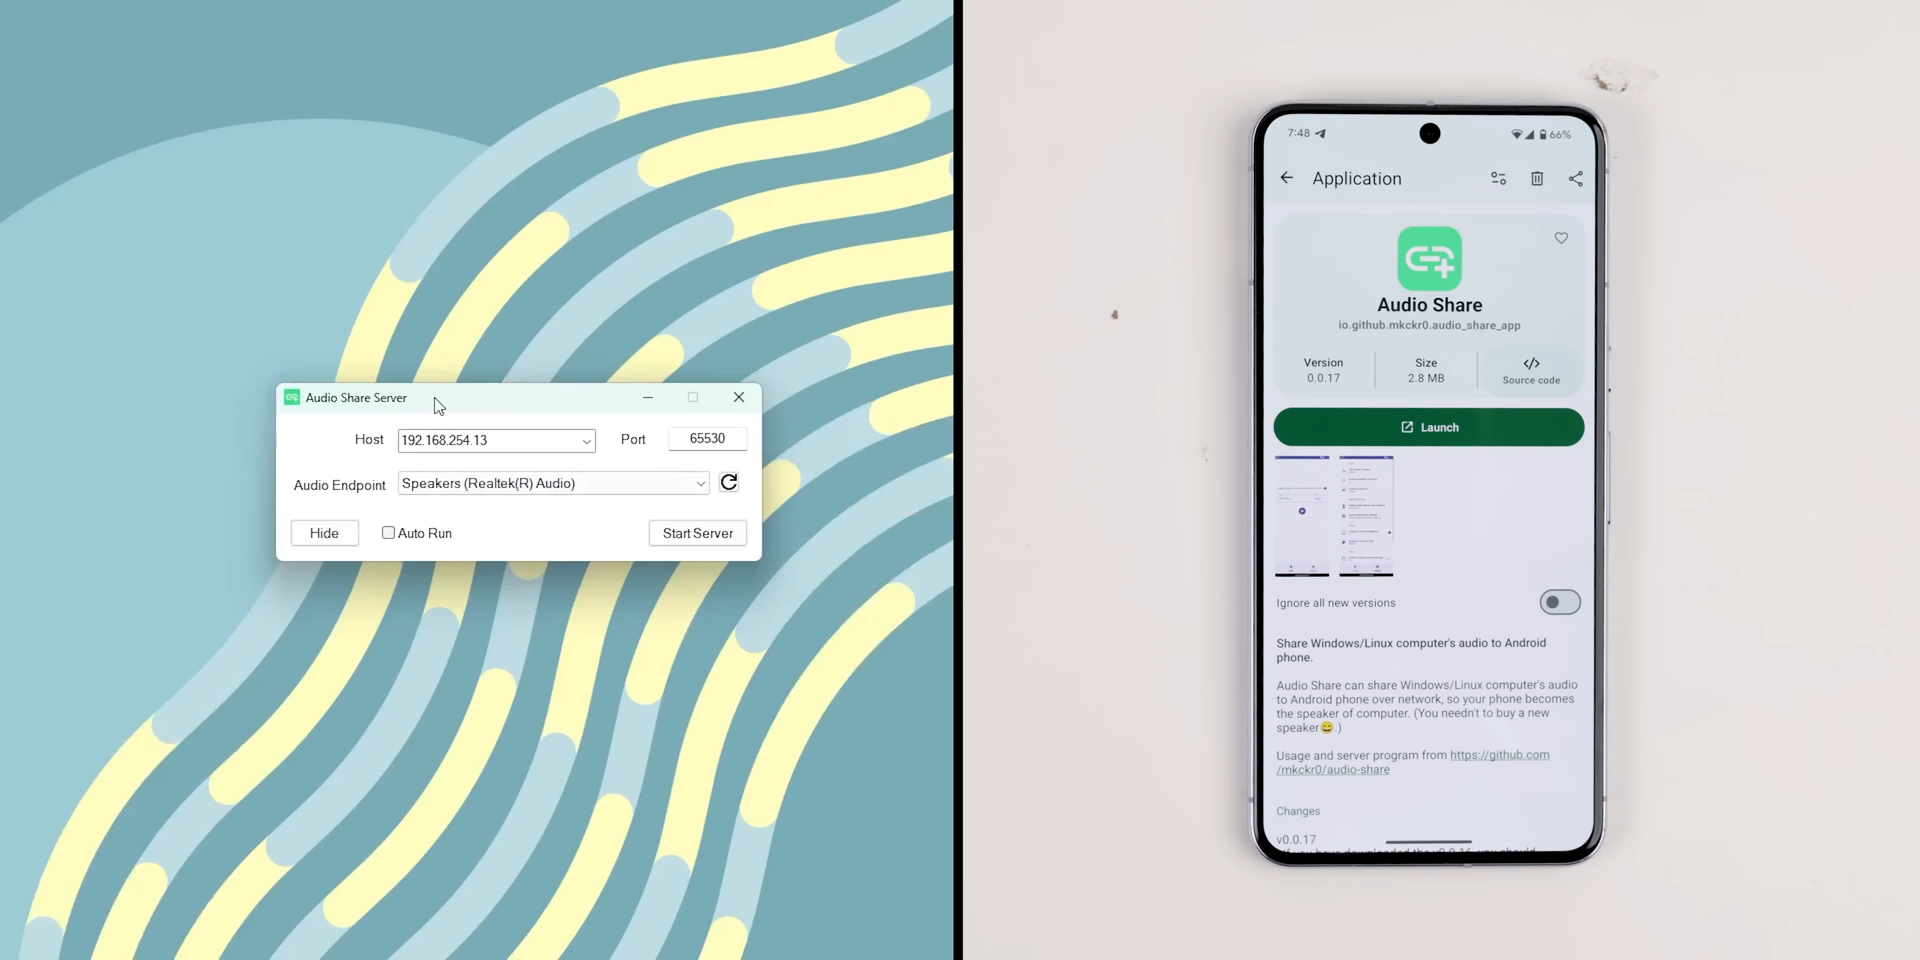 Audio Share Server
Host
192.168.254.13
Port
65530
Audio Endpoint
Speakers (Realtek(R) Audio)
Hide
Auto Run
Start Server
7:48
66%
Application
Audio Share
io.github.mkckr0.audio_share_app
Version
0.0.17
Size
2.8 MB
Source code
Launch
Ignore all new versions
Share Windows/Linux computer's audio to Android
phone.
Audio Share can share Windows/Linux computer's audio
to Android phone over network, so your phone becomes
the speaker of computer. (You needn't to buy a new
speaker😅.)
Usage and server program from https://github.com
/mkckr0/audio-share
Changes
v0.0.17